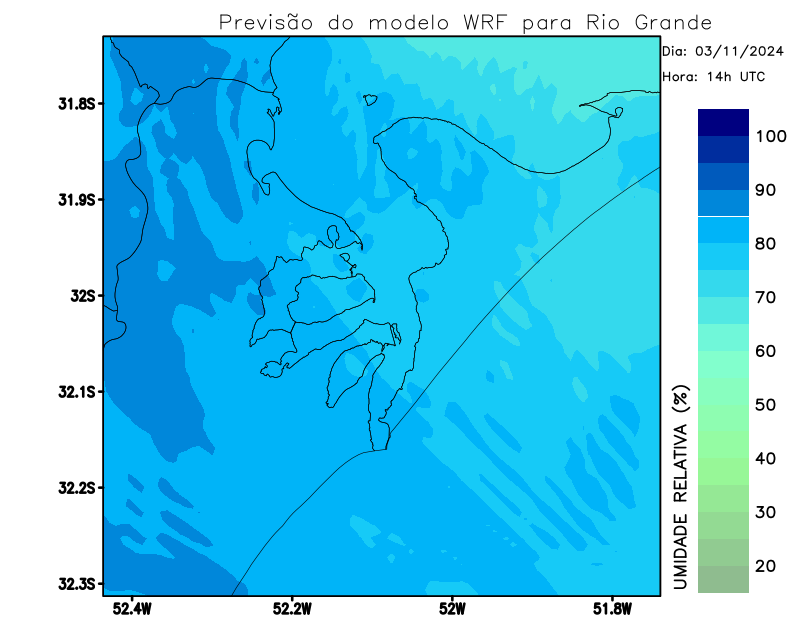 Previsão do modelo WRF para Rio Grande
Dia: 03/11/2024
Hora: 14h UTC
31.8S
31.9S
32S
32.1S
32.2S
32.3S
52.4W
52.2W
52W
51.8W
100
90
80
70
60
50
40
30
20
UMIDADE RELATIVA (%)